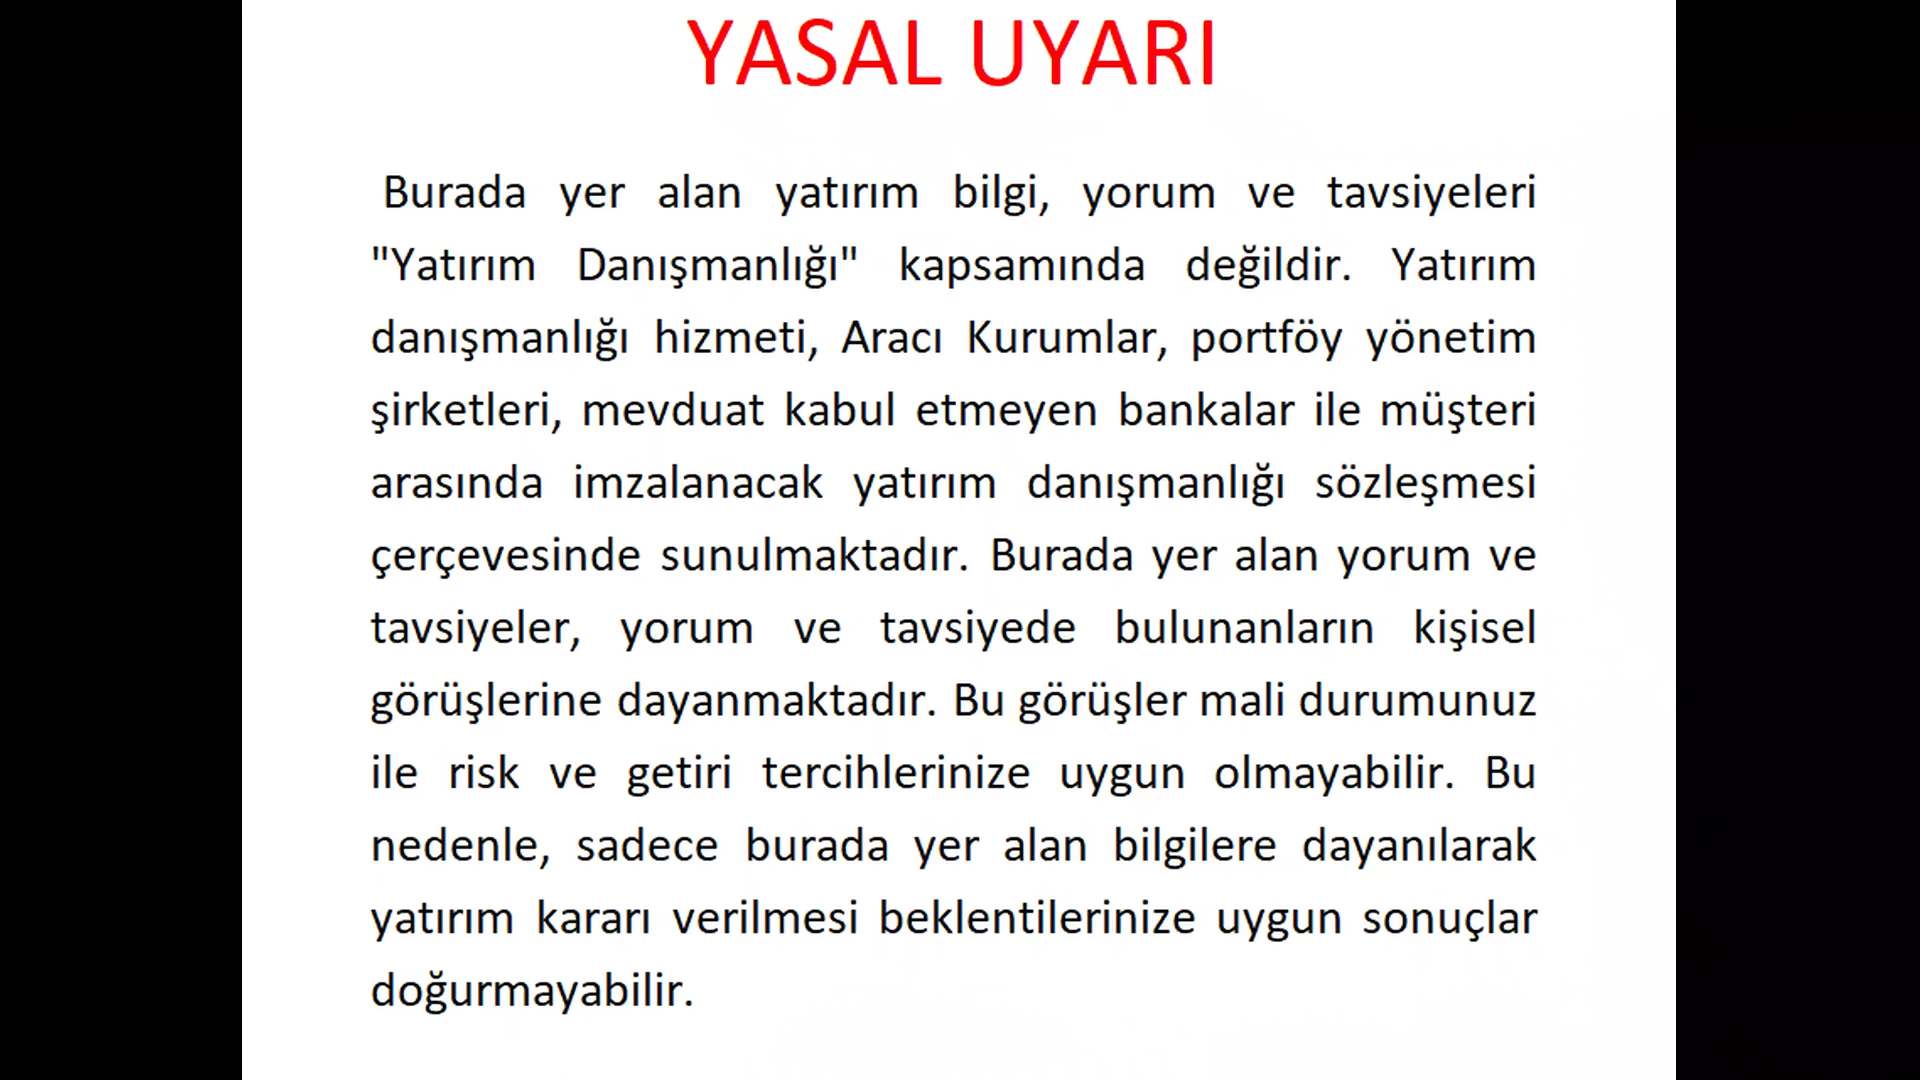 YASAL UYARI
Burada yer alan yatırım bilgi, yorum ve tavsiyeleri
"Yatırım Danışmanlığı" kapsamında değildir. Yatırım
danışmanlığı hizmeti, Aracı Kurumlar, portföy yönetim
şirketleri, mevduat kabul etmeyen bankalar ile müşteri
arasında imzalanacak yatırım danışmanlığı sözleşmesi
çerçevesinde sunulmaktadır. Burada yer alan yorum ve
tavsiyeler, yorum ve tavsiyede bulunanların kişisel
görüşlerine dayanmaktadır. Bu görüşler mali durumunuz
ile risk ve getiri tercihlerinize uygun olmayabilir. Bu
nedenle, sadece burada yer alan bilgilere dayanılarak
yatırım kararı verilmesi beklentilerinize uygun sonuçlar
doğurmayabilir.